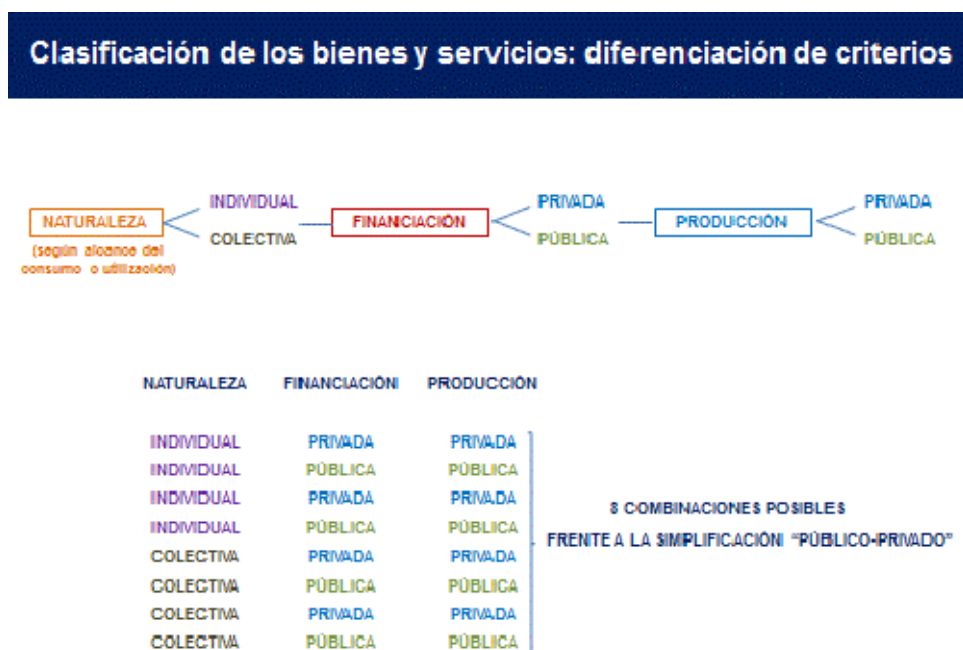 Clasificación de los bienes y servicios: diferenciación de criterios
INDIVIDUAL
PRIVADA
PRIVADA
NATURALEZA
FINANCIACIÓN
PRODUCCIÓN
COLECTIVA
PÚBLICA
PÚBLICA
(según alcance del
consumo o utilización)
NATURALEZA FINANCIACIÓN PRODUCCIÓN
INDIVIDUAL PRIVADA PRIVADA
INDIVIDUAL PÚBLICA PÚBLICA
INDIVIDUAL PRIVADA PRIVADA
INDIVIDUAL PÚBLICA PÚBLICA
COLECTIVA PRIVADA PRIVADA
COLECTIVA PÚBLICA PÚBLICA
COLECTIVA PRIVADA PRIVADA
COLECTIVA PÚBLICA PÚBLICA
8 COMBINACIONES POSIBLES
FRENTE A LA SIMPLIFICACIÓN “PÚBLICO-PRIVADO”